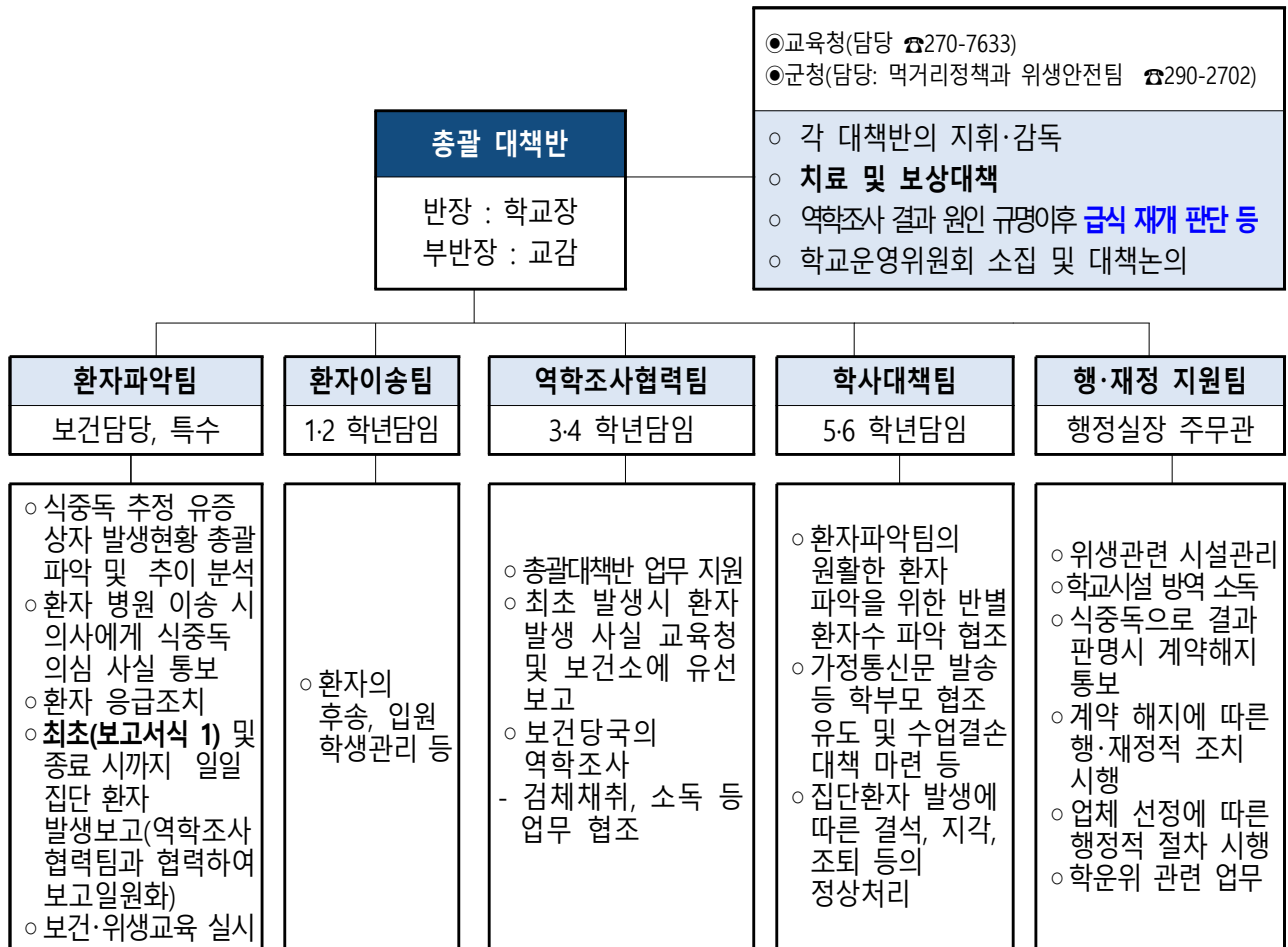 ◉교육청(담당 ☎270-7633)
◉군청(담당: 먹거리정책과 위생안전팀 ☎290-2702)
총괄 대책반
반장 : 학교장
부반장 : 교감
○ 각 대책반의 지휘·감독
○ 치료 및 보상대책
○ 역학조사 결과 원인 규명이후 급식 재개 판단 등
○ 학교운영위원회 소집 및 대책논의
환자파악팀
보건담당, 특수
○식중독 추정 유증
상자 발생현황 총괄
파악 및 추이 분석
○환자 병원 이송 시
의사에게 식중독
의심 사실 통보
○환자 응급조치
○최초(보고서식 1) 및
종료 시까지 일일
집단 환자
발생보고(역학조사
협력팀과 협력하여
보고일원화)
○보건·위생교육 실시
환자이송팀
1·2 학년담임
○환자의
후송, 입원
학생관리 등
역학조사협력팀
3·4 학년담임
○총괄대책반 업무 지원
○최초 발생시 환자
발생 사실 교육청
및 보건소에 유선
보고
○보건당국의
역학조사
- 검체채취, 소독 등
업무 협조
학사대책팀
5·6 학년담임
○환자파악팀의
원활한 환자
파악을 위한 반별
환자수 파악 협조
○가정통신문 발송
등 학부모 협조
유도 및 수업결손
대책 마련 등
○집단환자 발생에
따른 결석, 지각,
조퇴 등의
정상처리
행·재정 지원팀
행정실장 주무관
○위생관련 시설관리
○학교시설 방역 소독
○식중독으로 결과
판명시 계약해지
통보
○계약 해지에 따른
행·재정적 조치
시행
○업체 선정에 따른
행정적 절차 시행
○학운위 관련 업무